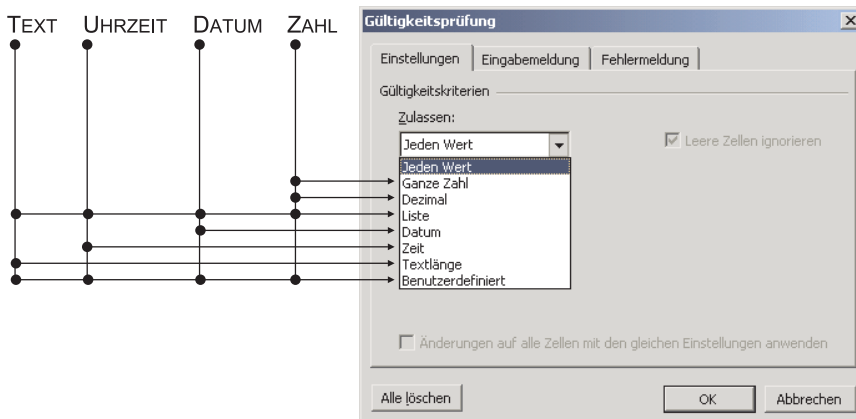 TEXT UHRZEIT DATUM ZAHL
Gültigkeitsprüfung
Einstellungen Eingabemeldung Fehlermeldung
Gültigkeitskriterien
Zulassen:
Jeden Wert
Leere Zellen ignorieren
Jeden Wert
Ganze Zahl
Dezimal
Liste
Datum
Zeit
Textlänge
Benutzerdefiniert
Änderungen auf alle Zellen mit den gleichen Einstellungen anwenden
Alle löschen OK Abbrechen